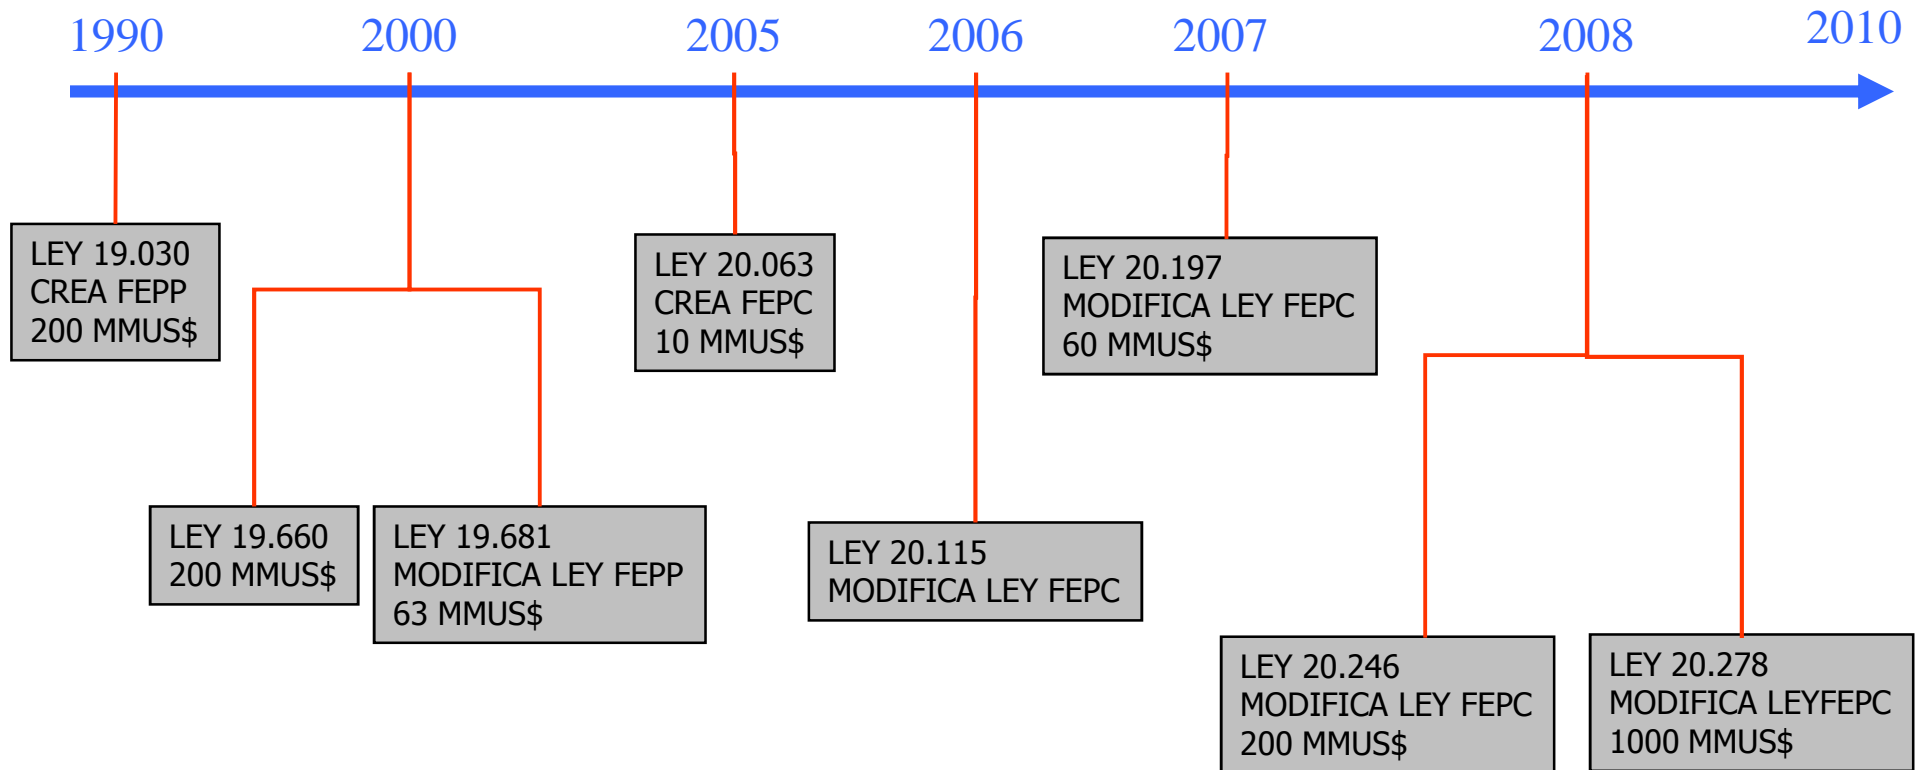 1990
2000
2005
2006
2007
2008
2010
LEY 19.030
CREA FEPP
200 MMUS$
LEY 19.660
200 MMUS$
LEY 19.681
MODIFICA LEY FEPP
63 MMUS$
LEY 20.063
CREA FEPC
10 MMUS$
LEY 20.115
MODIFICA LEY FEPC
LEY 20.197
MODIFICA LEY FEPC
60 MMUS$
LEY 20.246
MODIFICA LEY FEPC
200 MMUS$
LEY 20.278
MODIFICA LEYFEPC
1000 MMUS$